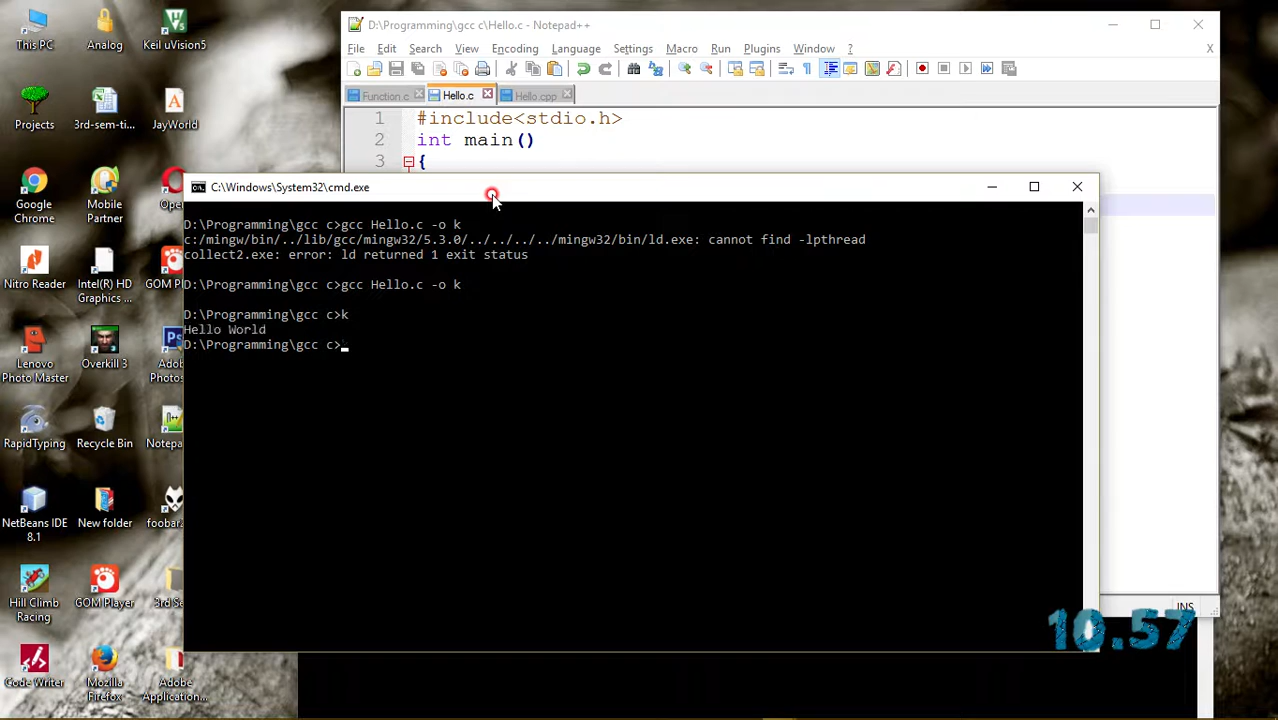 This PC
Analog
Keil uVision5
Projects
3rd-sem-ti...
JayWorld
Google
Chrome
Mobile
Partner
Nitro Reader
Intel(R) HD
Graphics ...
Lenovo
Photo Master
Overkill 3
RapidTyping
Recycle Bin
NetBeans IDE
8.1
New folder
Hill Climb
Racing
GOM Player
3rd Se
Code Writer
Mozilla
Firefox
Adobe
Application...
D:\Programming\gcc c\Hello.c - Notepad++
File Edit Search View Encoding Language Settings Macro Run Plugins Window ? X
Function.c Hello.c Hello.cpp
1 #include<stdio.h>
2 int main()
3 {
C:\Windows\System32\cmd.exe
D:\Programming\gcc c>gcc Hello.c -o k
c:/mingw/bin/../lib/gcc/mingw32/5.3.0/../../../../mingw32/bin/ld.exe: cannot find -lpthread
collect2.exe: error: ld returned 1 exit status
D:\Programming\gcc c>gcc Hello.c -o k
D:\Programming\gcc c>k
Hello World
D:\Programming\gcc c>
INS
10.57